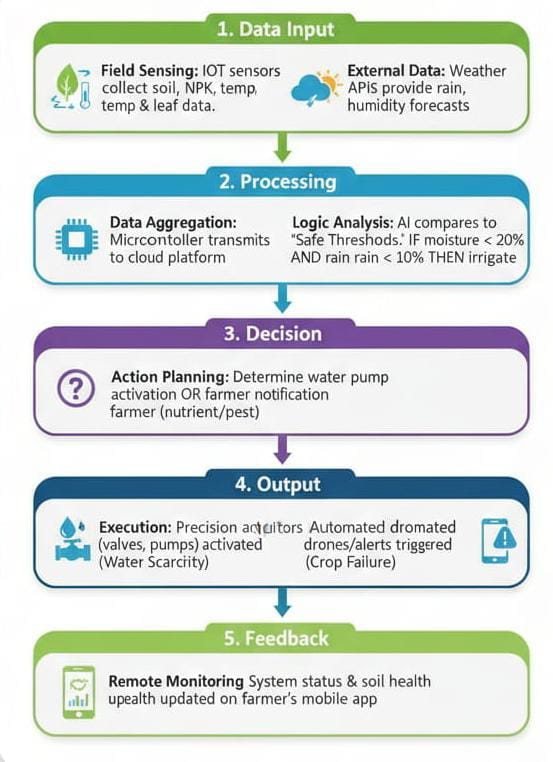 1. Data Input
Field Sensing: IOT sensors
collect soil, NPK, temp,
temp & leaf data.
External Data: Weather
APiS provide rain,
humidity forecasts
2. Processing
Data Aggregation:
Microontoller transmits
to cloud platform
Logic Analysis: AI compares to
"Safe Thresholds.' IF moisture < 20%
AND rain rain < 10% THEN irrigate
3. Decision
Action Planning: Determine water pump
activation OR farmer notification
farmer (nutrient/pest)
4. Output
Execution: Precision
(valves, pumps) activated
(Water Scarciity)
Automated dromated
drones/alerts triggered
(Crop Failure)
5. Feedback
Remote Monitoring System status & soil health
upealth updated on farmer's mobile app